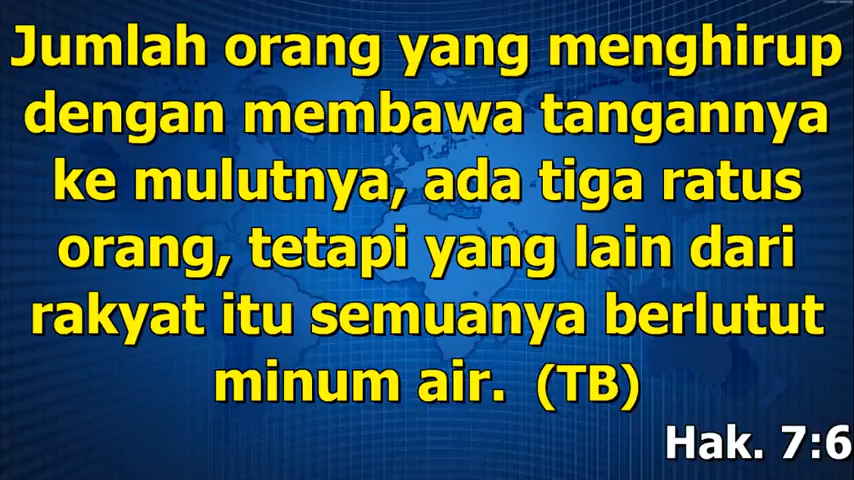 Jumlah orang yang menghirup
dengan membawa tangannya
ke mulutnya, ada tiga ratus
orang, tetapi yang lain dari
rakyat itu semuanya berlutut
minum air.  (TB)
Hak. 7:6